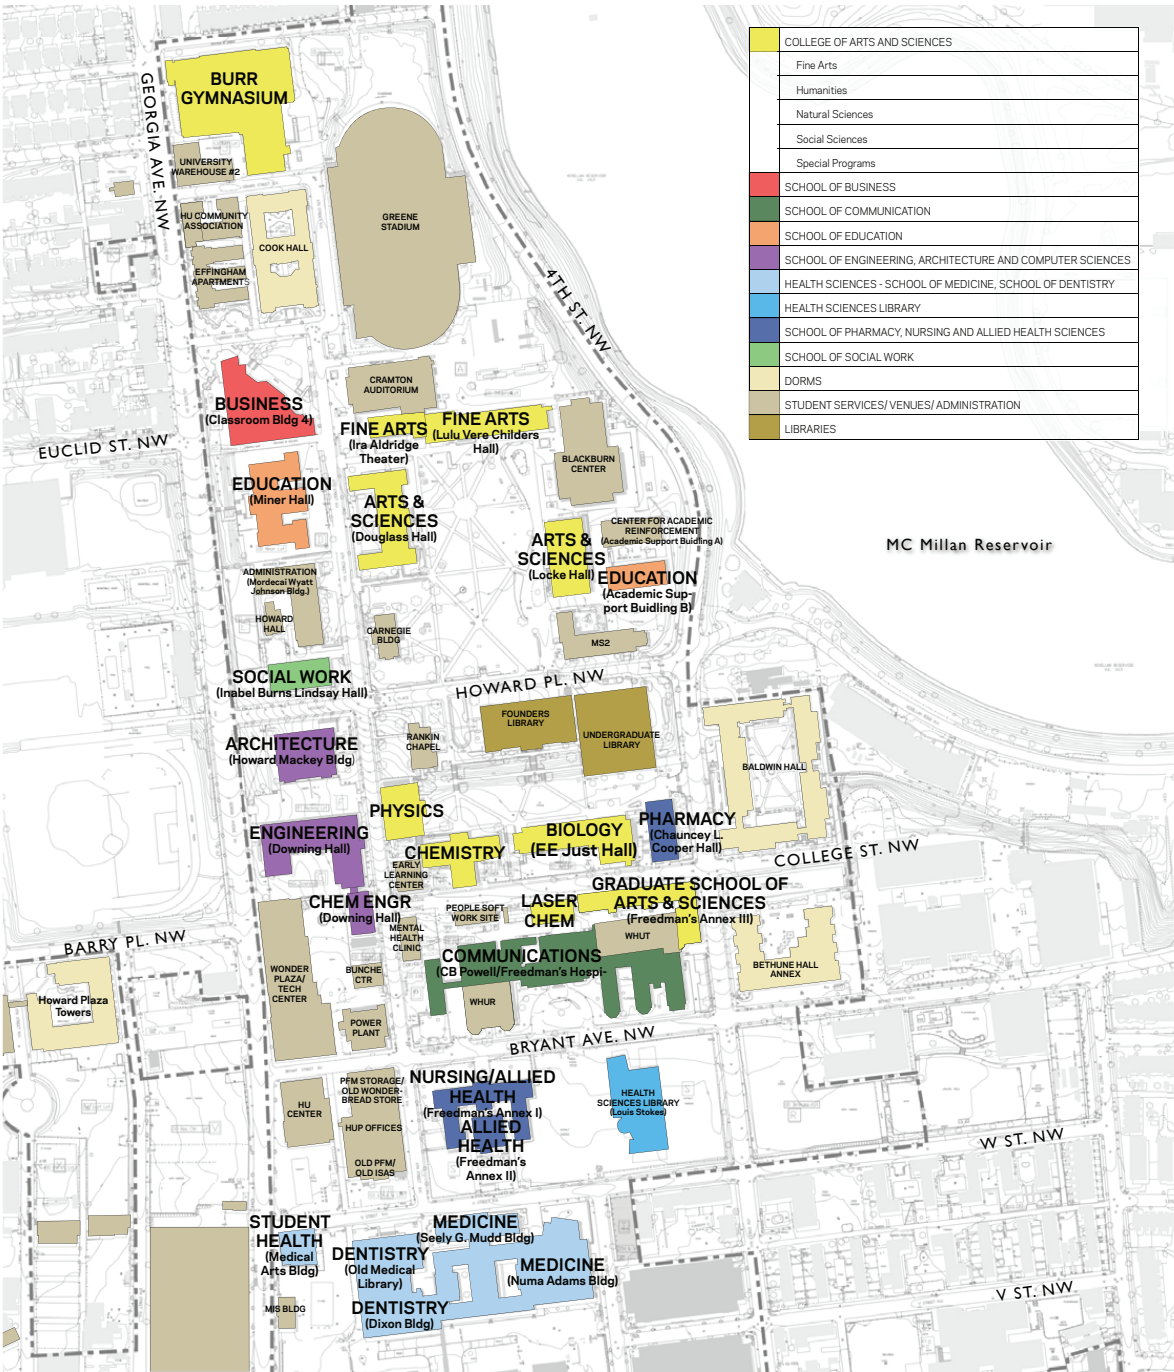 COLLEGE OF ARTS AND SCIENCES
Fine Arts
Humanities
Natural Sciences
Social Sciences
Special Programs
SCHOOL OF BUSINESS
SCHOOL OF COMMUNICATION
SCHOOL OF EDUCATION
SCHOOL OF ENGINEERING, ARCHITECTURE AND COMPUTER SCIENCES
HEALTH SCIENCES - SCHOOL OF MEDICINE, SCHOOL OF DENTISTRY
HEALTH SCIENCES LIBRARY
SCHOOL OF PHARMACY, NURSING AND ALLIED HEALTH SCIENCES
SCHOOL OF SOCIAL WORK
DORMS
STUDENT SERVICES/ VENUES/ ADMINISTRATION
LIBRARIES
BURR
GYMNASIUM
GEORGIA AVE. NW
UNIVERSITY
WAREHOUSE #2
HU COMMUNITY
ASSOCIATION
COOK HALL
EFFINGHAM
APARTMENTS
GREENE
STADIUM
4TH ST. NW
CRAMTON
AUDITORIUM
BUSINESS
(Classroom Bldg 4)
FINE ARTS
(Ira Aldridge
Theater)
FINE ARTS
(Lulu Vere Childers
Hall)
EUCLID ST. NW
BLACKBURN
CENTER
EDUCATION
(Miner Hall)
ARTS &
SCIENCES
(Douglass Hall)
CENTER FOR ACADEMIC
REINFORCEMENT
(Academic Support Buidling A)
ARTS &
SCIENCES
(Locke Hall)
EDUCATION
(Academic Sup-
port Buidling B)
MC Millan Reservoir
ADMINISTRATION
(Mordecai Wyatt
Johnson Bldg.)
HOWARD
HALL
CARNEGIE
BLDG
MS2
SOCIAL WORK
(Inabel Burns Lindsay Hall)
HOWARD PL. NW
FOUNDERS
LIBRARY
UNDERGRADUATE
LIBRARY
ARCHITECTURE
(Howard Mackey Bldg)
RANKIN
CHAPEL
BALDWIN HALL
PHYSICS
ENGINEERING
(Downing Hall)
CHEMISTRY
BIOLOGY
(EE Just Hall)
PHARMACY
(Chauncey L.
Cooper Hall)
COLLEGE ST. NW
EARLY
LEARNING
CENTER
CHEM ENGR
(Downing Hall)
PEOPLE SOFT
WORK SITE
LASER
CHEM
GRADUATE SCHOOL OF
ARTS & SCIENCES
(Freedman's Annex III)
MENTAL
HEALTH
CLINIC
WHUT
BARRY PL. NW
COMMUNICATIONS
(CB Powell/Freedman's Hospi-
BETHUNE HALL
ANNEX
WONDER
PLAZA/
TECH
CENTER
BUNCHE
CTR
WHUR
Howard Plaza
Towers
POWER
PLANT
BRYANT AVE. NW
HU
CENTER
PFM STORAGE/
OLD WONDER-
BREAD STORE
HUP OFFICES
OLD PFM/
OLD ISAS
NURSING/ALLIED
HEALTH
(Freedman's Annex I)
ALLIED
HEALTH
(Freedman's
Annex II)
HEALTH
SCIENCES LIBRARY
(Louis Stokes)
W ST. NW
STUDENT
HEALTH
(Medical
Arts Bldg)
MEDICINE
(Seely G. Mudd Bldg)
DENTISTRY
(Old Medical
Library)
MEDICINE
(Numa Adams Bldg)
DENTISTRY
(Dixon Bldg)
MIS BLDG
V ST. NW